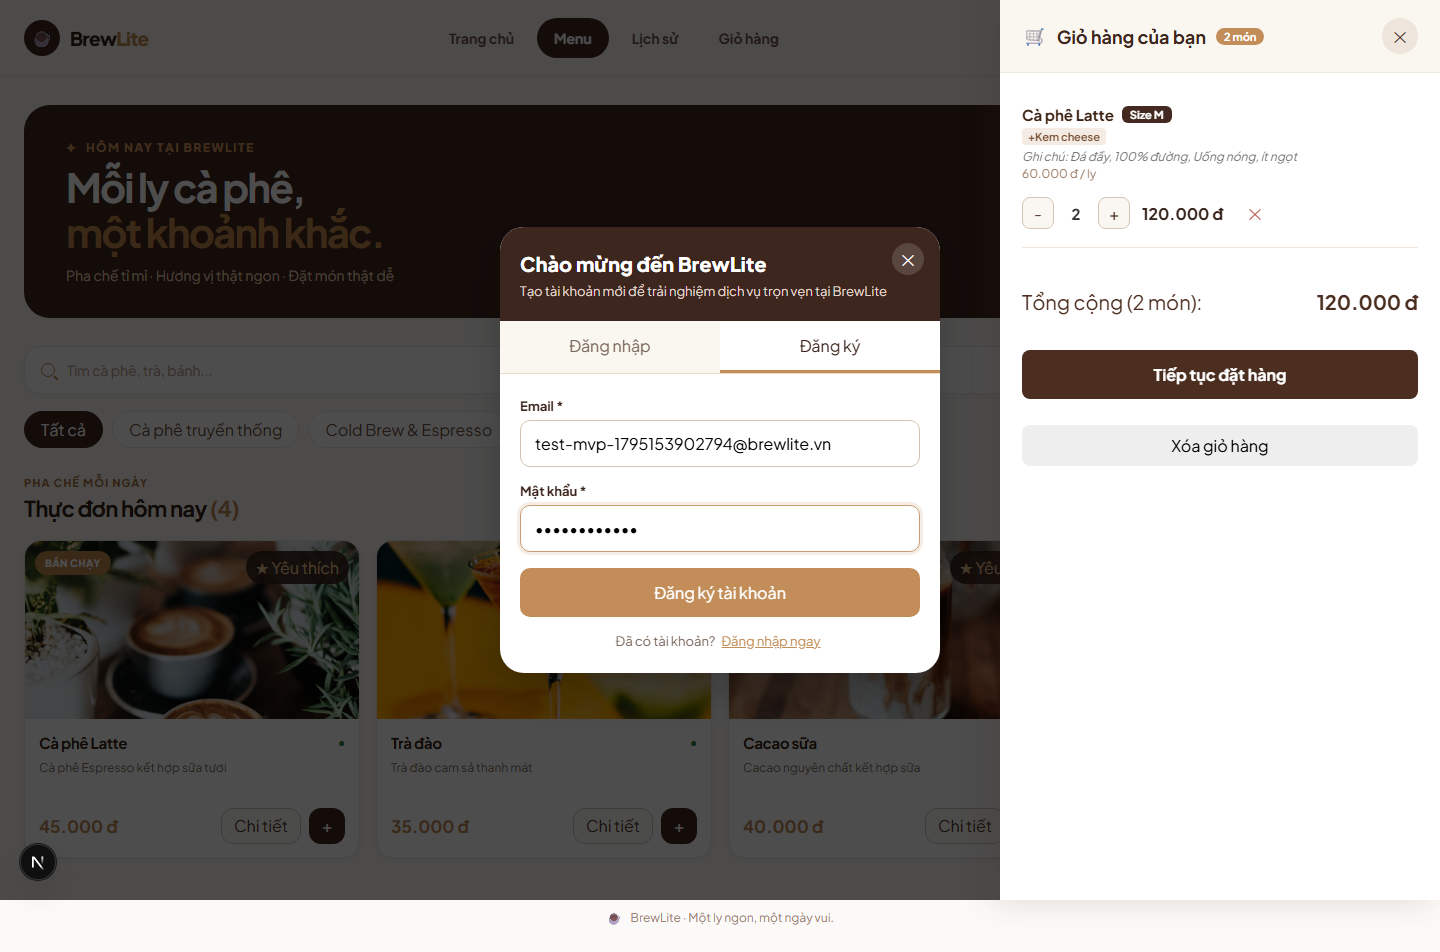 BrewLite
Trang chủ
Menu
Lịch sử
Giỏ hàng
✦ HÔM NAY TẠI BREWLITE
Mỗi ly cà phê,
một khoảnh khắc.
Pha chế tỉ mỉ · Hương vị thật ngon · Đặt món thật dễ
Tìm cà phê, trà, bánh...
Tất cả
Cà phê truyền thống
Cold Brew & Espresso
PHA CHẾ MỖI NGÀY
Thực đơn hôm nay (4)
BÁN CHẠY
★ Yêu thích
★ Yêu
Cà phê Latte
Cà phê Espresso kết hợp sữa tươi
45.000 đ
Chi tiết
+
Trà đào
Trà đào cam sả thanh mát
35.000 đ
Chi tiết
+
Cacao sữa
Cacao nguyên chất kết hợp sữa
40.000 đ
Chi tiết
Chào mừng đến BrewLite
Tạo tài khoản mới để trải nghiệm dịch vụ trọn vẹn tại BrewLite
Đăng nhập
Đăng ký
Email *
test-mvp-1795153902794@brewlite.vn
Mật khẩu *
••••••••••••
Đăng ký tài khoản
Đã có tài khoản? Đăng nhập ngay
Giỏ hàng của bạn
2 món
Cà phê Latte
Size M
+Kem cheese
Ghi chú: Đá đầy, 100% đường, Uống nóng, ít ngọt
60.000 đ / ly
- 2 + 120.000 đ
Tổng cộng (2 món): 120.000 đ
Tiếp tục đặt hàng
Xóa giỏ hàng
N
BrewLite · Một ly ngon, một ngày vui.